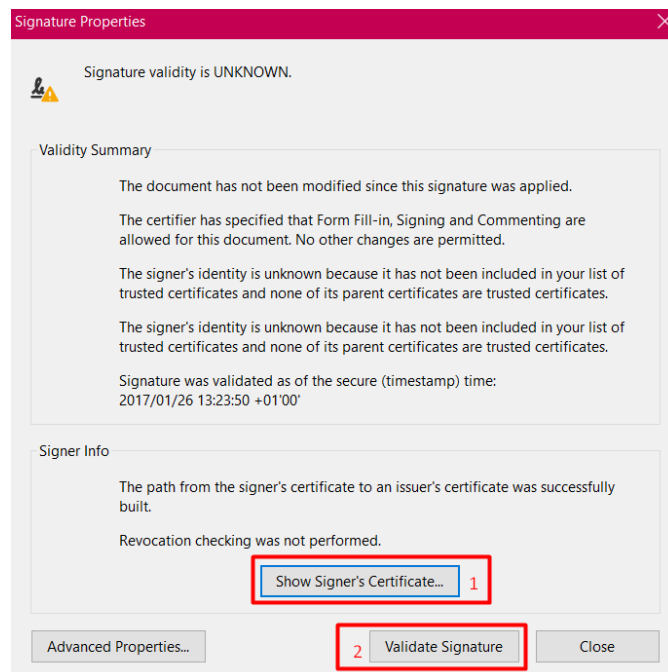 Signature Properties
Signature validity is UNKNOWN.
Validity Summary
The document has not been modified since this signature was applied.
The certifier has specified that Form Fill-in, Signing and Commenting are
allowed for this document. No other changes are permitted.
The signer's identity is unknown because it has not been included in your list of
trusted certificates and none of its parent certificates are trusted certificates.
The signer's identity is unknown because it has not been included in your list of
trusted certificates and none of its parent certificates are trusted certificates.
Signature was validated as of the secure (timestamp) time:
2017/01/26 13:23:50 +01'00'
Signer Info
The path from the signer's certificate to an issuer's certificate was successfully
built.
Revocation checking was not performed.
Show Signer's Certificate... 1
Advanced Properties... 2 Validate Signature Close